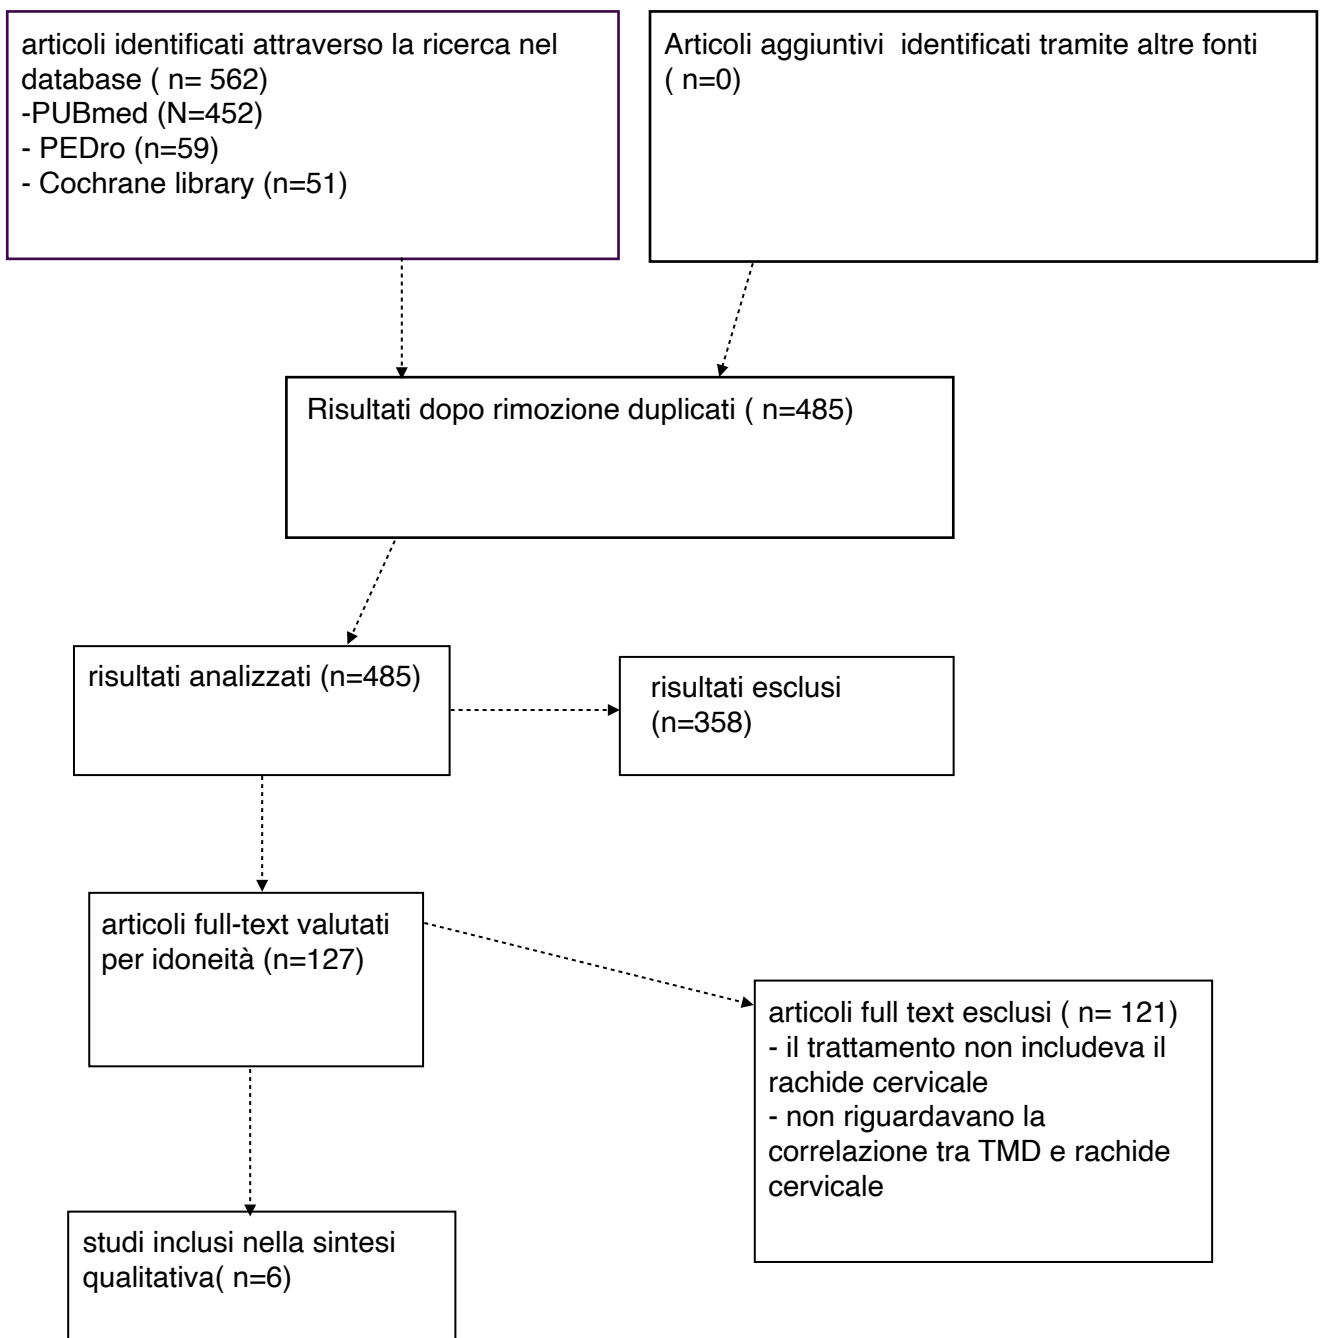 articoli identificati attraverso la ricerca nel
database ( n= 562)
-PUBmed (N=452)
- PEDro (n=59)
- Cochrane library (n=51)
Articoli aggiuntivi  identificati tramite altre fonti
( n=0)
Risultati dopo rimozione duplicati ( n=485)
risultati analizzati (n=485)
risultati esclusi
(n=358)
articoli full-text valutati
per idoneità (n=127)
articoli full text esclusi ( n= 121)
- il trattamento non includeva il
rachide cervicale
- non riguardavano la
correlazione tra TMD e rachide
cervicale
studi inclusi nella sintesi
qualitativa( n=6)